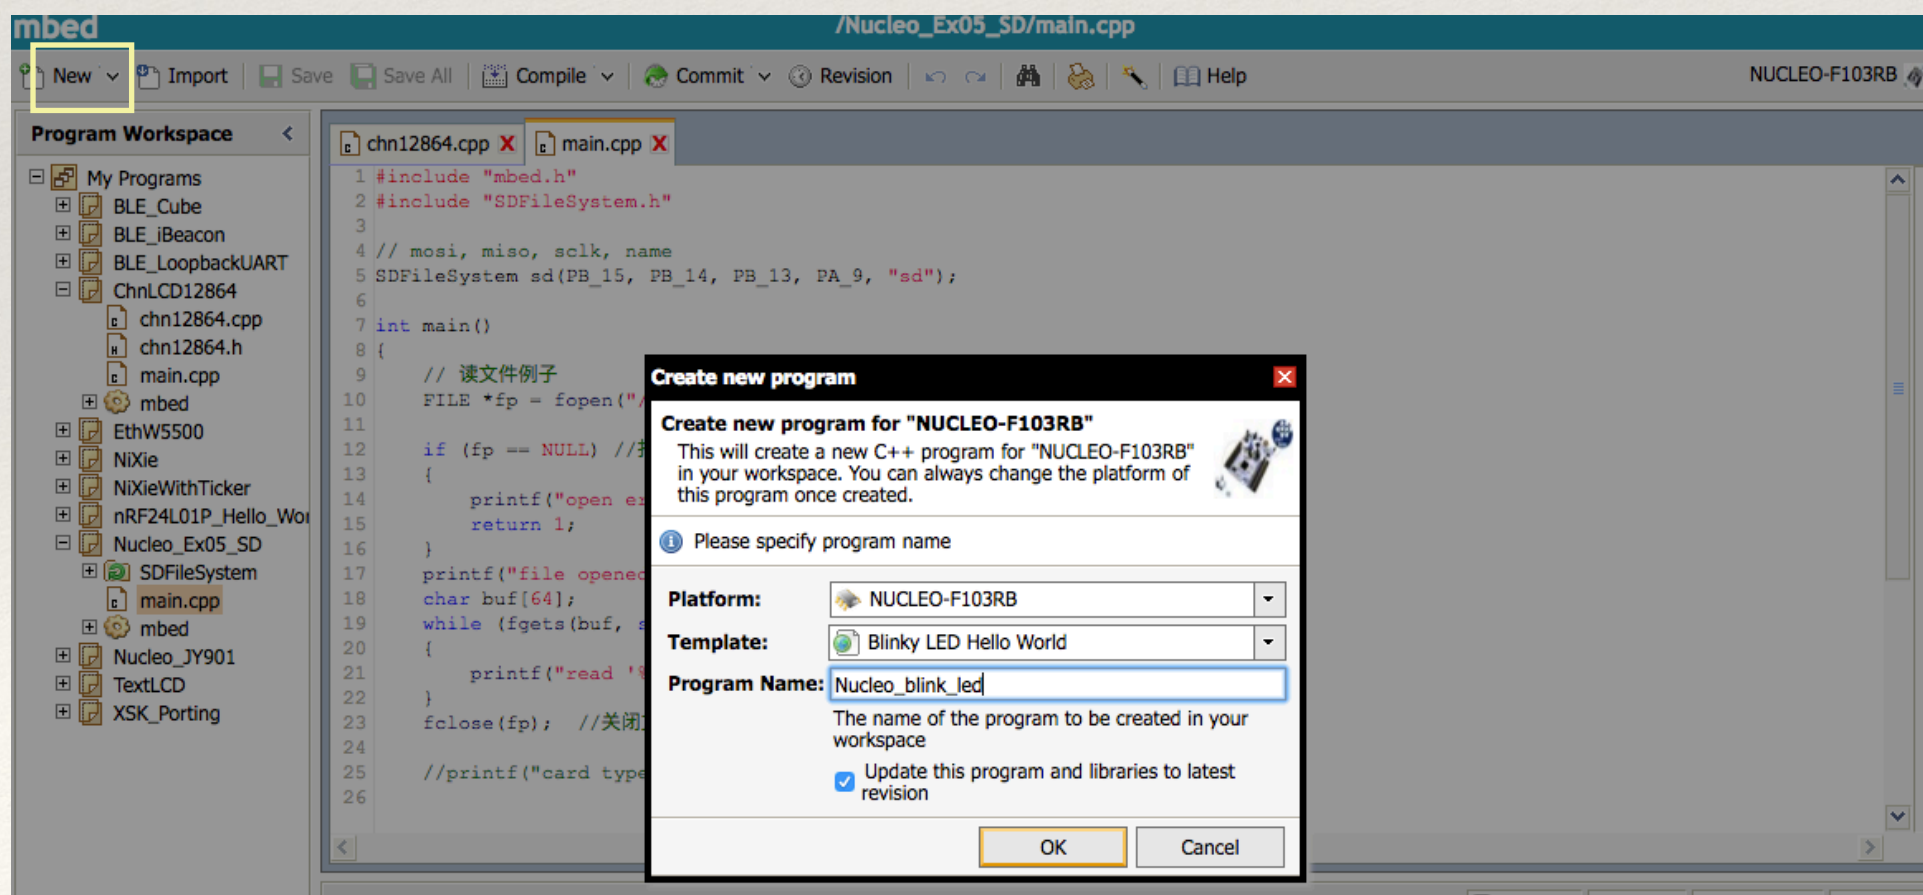 mbed
/Nucleo_Ex05_SD/main.cpp
New Import Save Save All Compile Commit Revision Help NUCLEO-F103RB
Program Workspace
My Programs
BLE_Cube
BLE_iBeacon
BLE_LoopbackUART
ChnLCD12864
chn12864.cpp
chn12864.h
main.cpp
mbed
EthW5500
NiXie
NiXieWithTicker
nRF24L01P_Hello_Wor
Nucleo_Ex05_SD
SDFileSystem
main.cpp
mbed
Nucleo_JY901
TextLCD
XSK_Porting
chn12864.cpp main.cpp
1 #include "mbed.h"
2 #include "SDFileSystem.h"
3
4 // mosi, miso, sclk, name
5 SDFileSystem sd(PB_15, PB_14, PB_13, PA_9, "sd");
6
7 int main()
8 {
9 // 读文件例子
10 FILE *fp = fopen("/
11
12 if (fp == NULL) //
13 {
14 printf("open er
15 return 1;
16 }
17 printf("file opened
18 char buf[64];
19 while (fgets(buf, s
20 {
21 printf("read '%
22 }
23 fclose(fp); //关闭
24
25 //printf("card type
26
Create new program
Create new program for "NUCLEO-F103RB"
This will create a new C++ program for "NUCLEO-F103RB"
in your workspace. You can always change the platform of
this program once created.
Please specify program name
Platform: NUCLEO-F103RB
Template: Blinky LED Hello World
Program Name: Nucleo_blink_led
The name of the program to be created in your
workspace
Update this program and libraries to latest
revision
OK Cancel